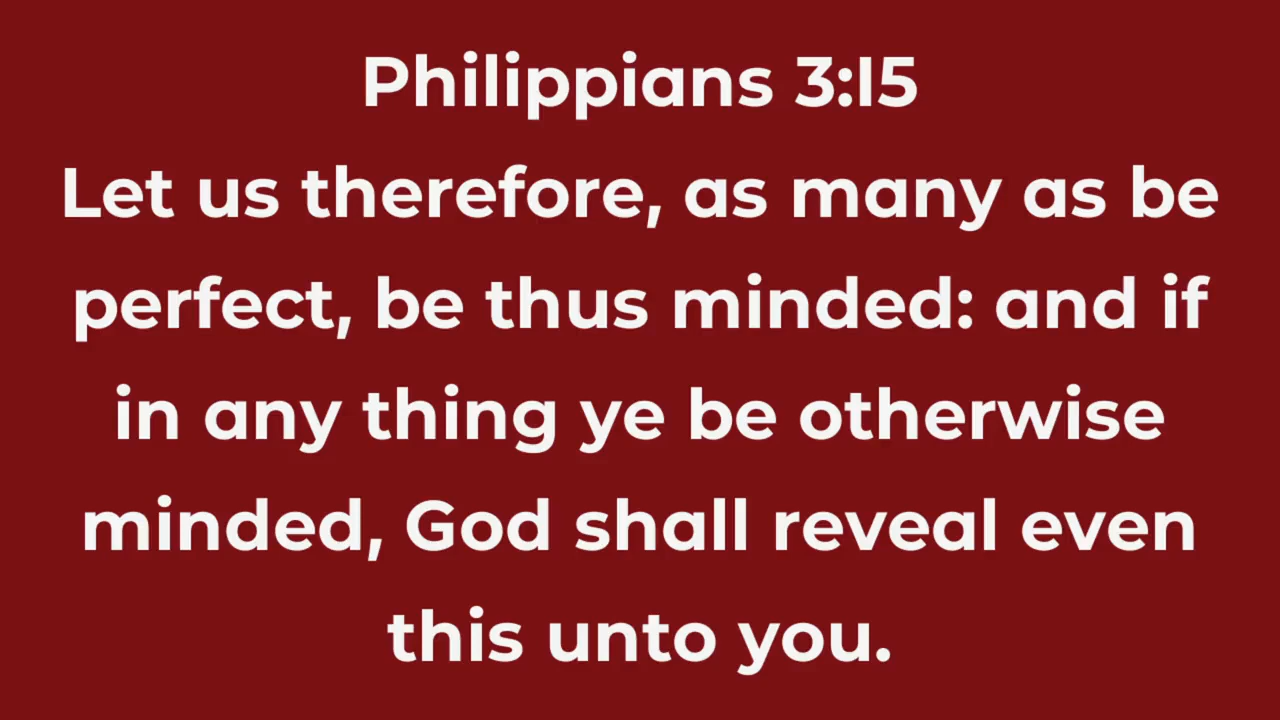 Philippians 3:15
Let us therefore, as many as be
perfect, be thus minded: and if
in any thing ye be otherwise
minded, God shall reveal even
this unto you.